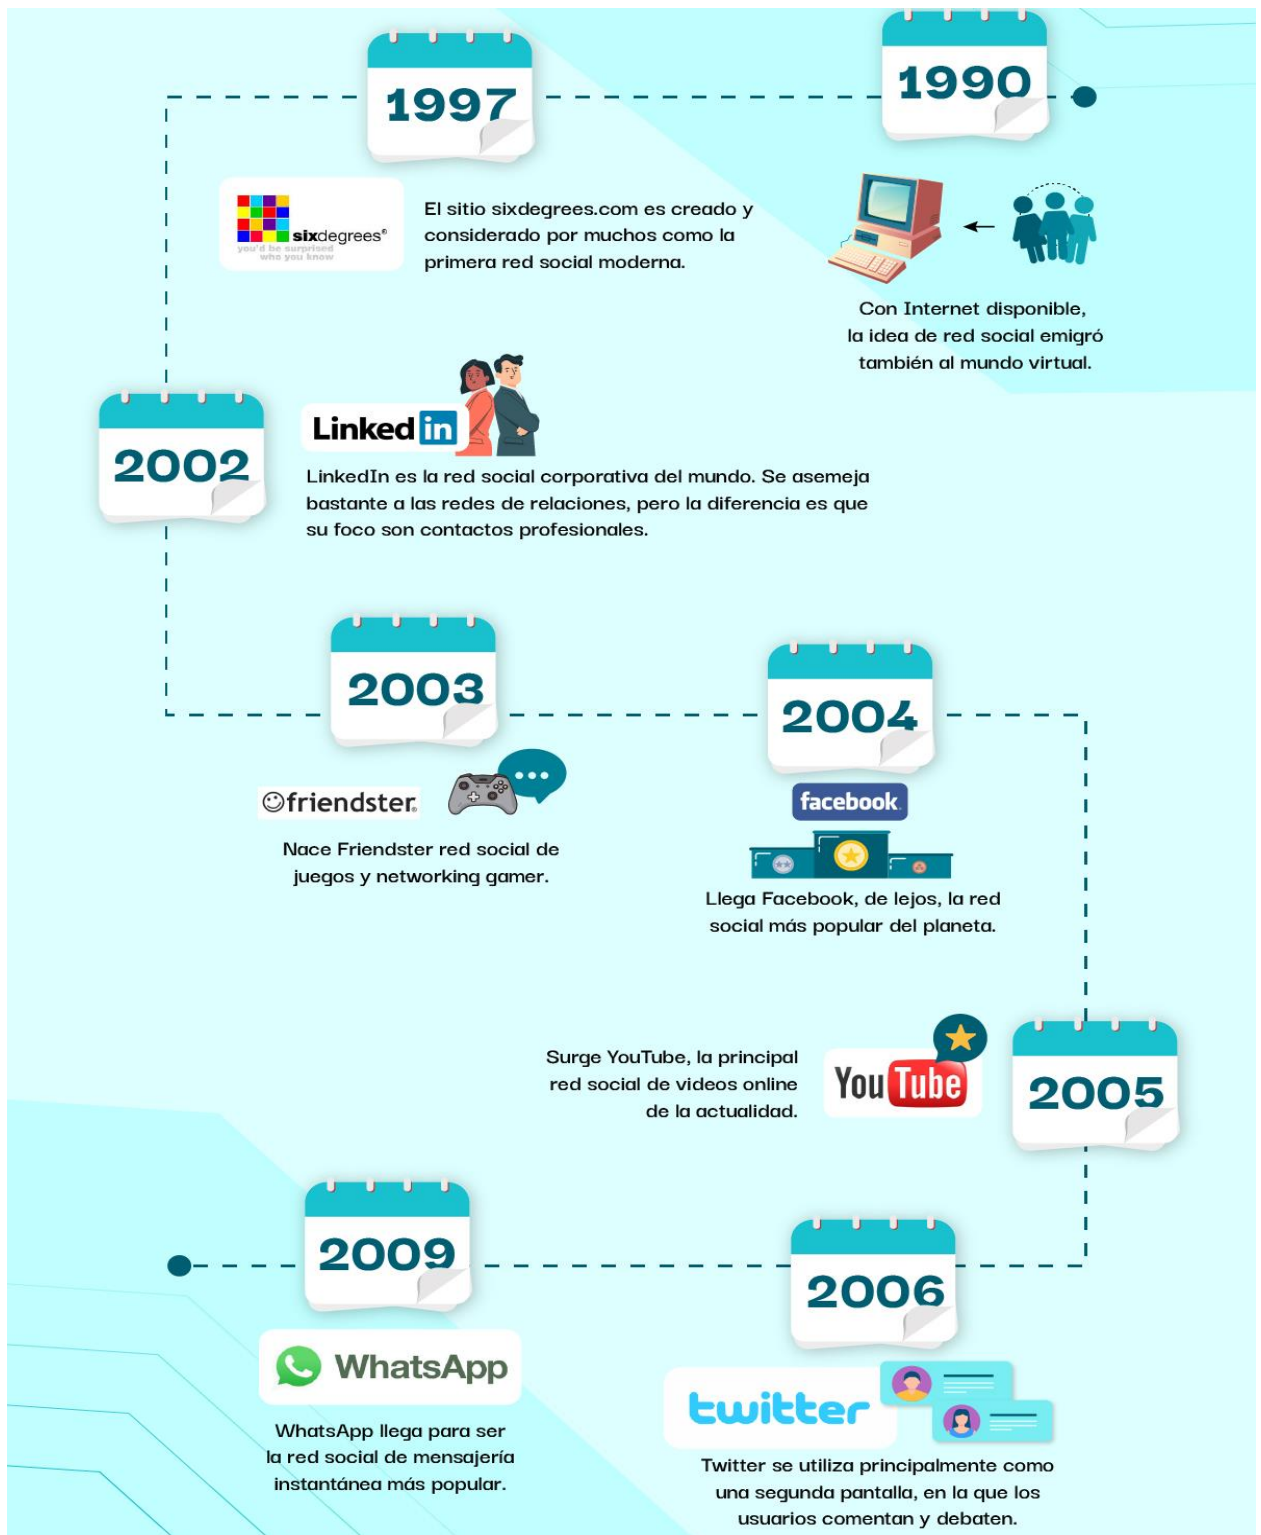 1990
Con Internet disponible,
la idea de red social emigró
también al mundo virtual.
1997
sixdegrees®
you'd be surprised
who you know
El sitio sixdegrees.com es creado y
considerado por muchos como la
primera red social moderna.
2002
Linked in
LinkedIn es la red social corporativa del mundo. Se asemeja
bastante a las redes de relaciones, pero la diferencia es que
su foco son contactos profesionales.
2003
friendster®
Nace Friendster red social de
juegos y networking gamer.
2004
facebook
Llega Facebook, de lejos, la red
social más popular del planeta.
2005
YouTube
Surge YouTube, la principal
red social de videos online
de la actualidad.
2006
twitter
Twitter se utiliza principalmente como
una segunda pantalla, en la que los
usuarios comentan y debaten.
2009
WhatsApp
WhatsApp llega para ser
la red social de mensajería
instantánea más popular.